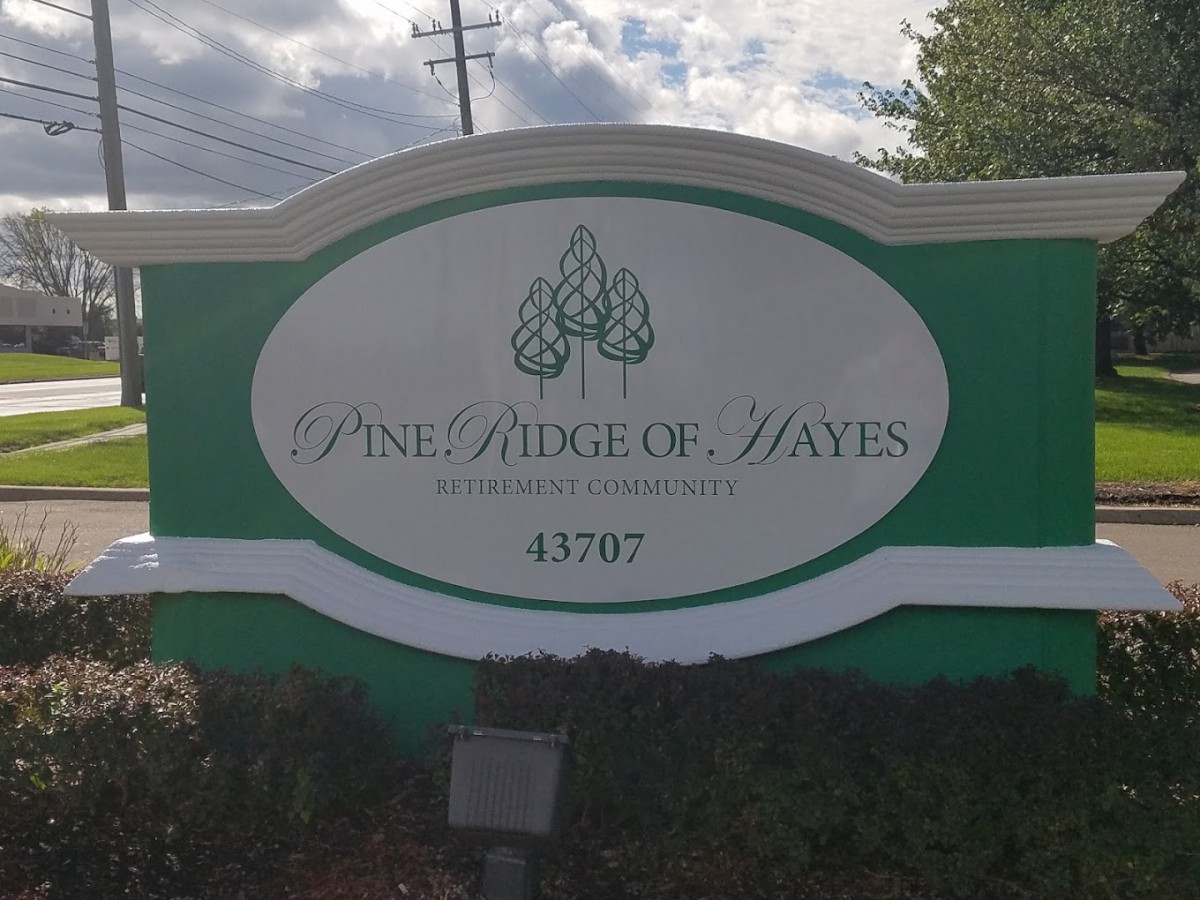 PINE RIDGE OF HAYES
RETIREMENT COMMUNITY
43707